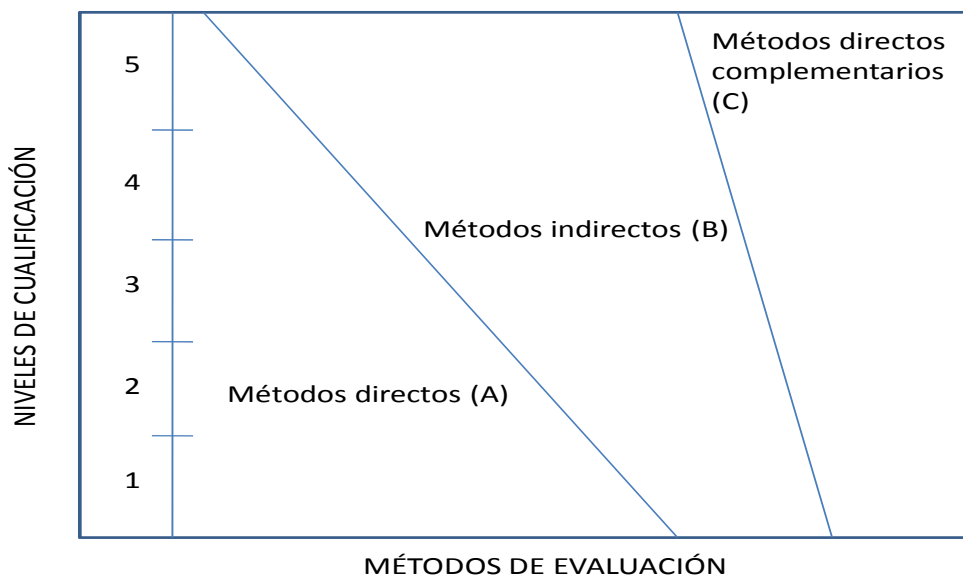 NIVELES DE CUALIFICACIÓN
5
4
3
2
1
Métodos directos
complementarios
(C)
Métodos indirectos (B)
Métodos directos (A)
MÉTODOS DE EVALUACIÓN